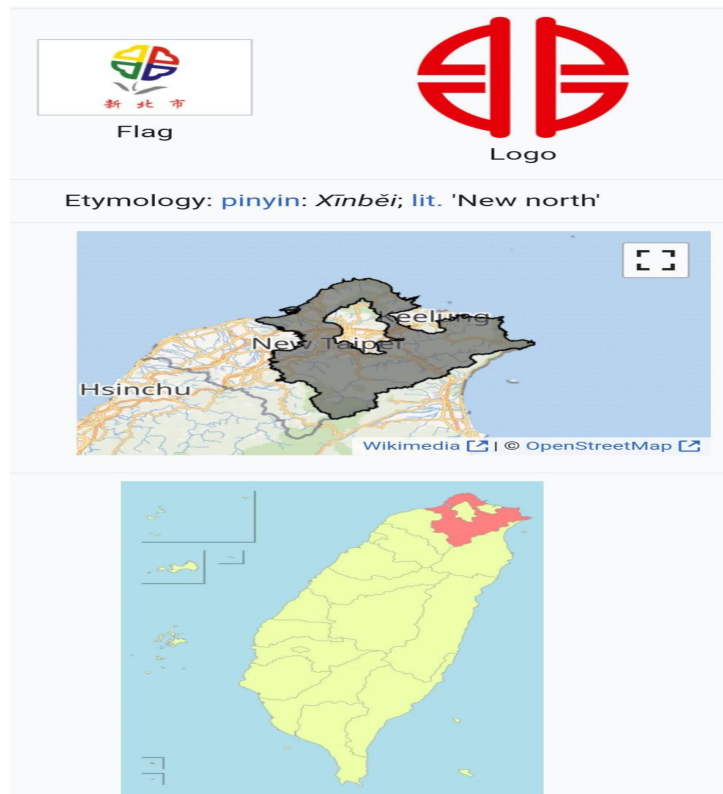 新北市
Flag
Logo
Etymology: pinyin: Xīnběi; lit. 'New north'
Keelung
New Taipei
Hsinchu
Wikimedia | © OpenStreetMap